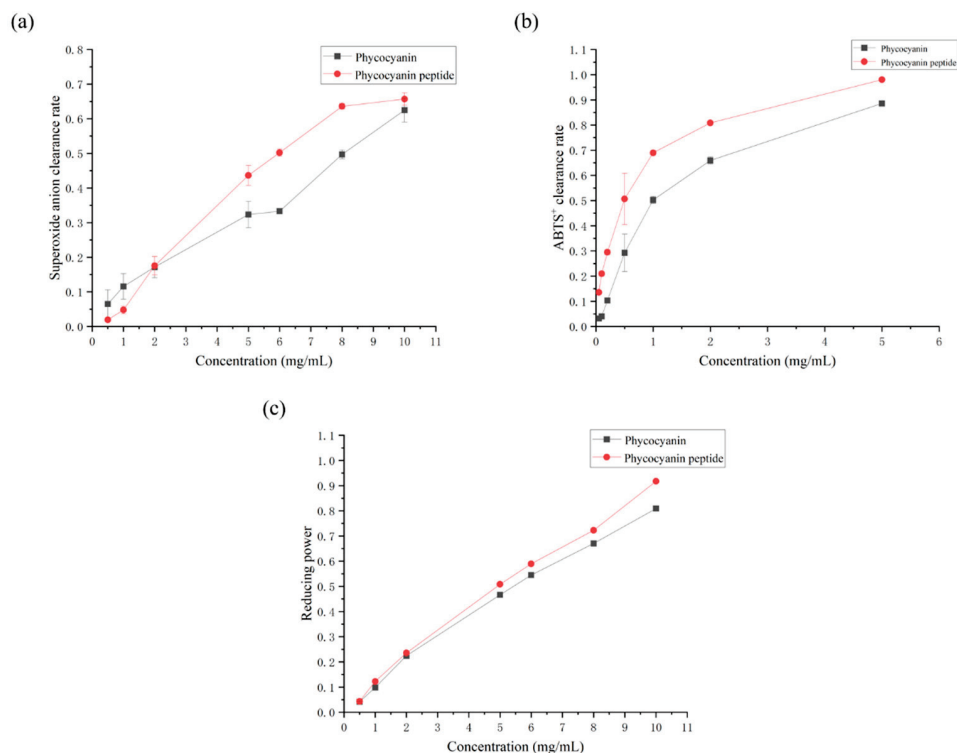 (a)
0. 8
0. 7
0. 6
0. 5
0. 4
0. 3
0. 2
0. 1
0. 0
Superoxide anion clearance rate
Phycocyanin
Phycocyanin peptide
0 1 2 3 4 5 6 7 8 9 10 11
Concentration (mg/mL)
(b)
1. 1
1. 0
0. 9
0. 8
0. 7
0. 6
0. 5
0. 4
0. 3
0. 2
0. 1
0. 0
ABTS⁺ clearance rate
Phycocyanin
Phycocyanin peptide
0 1 2 3 4 5 6
Concentration (mg/mL)
(c)
1. 1
1. 0
0. 9
0. 8
0. 7
0. 6
0. 5
0. 4
0. 3
0. 2
0. 1
0. 0
Reducing power
Phycocyanin
Phycocyanin peptide
0 1 2 3 4 5 6 7 8 9 10 11
Concentration (mg/mL)